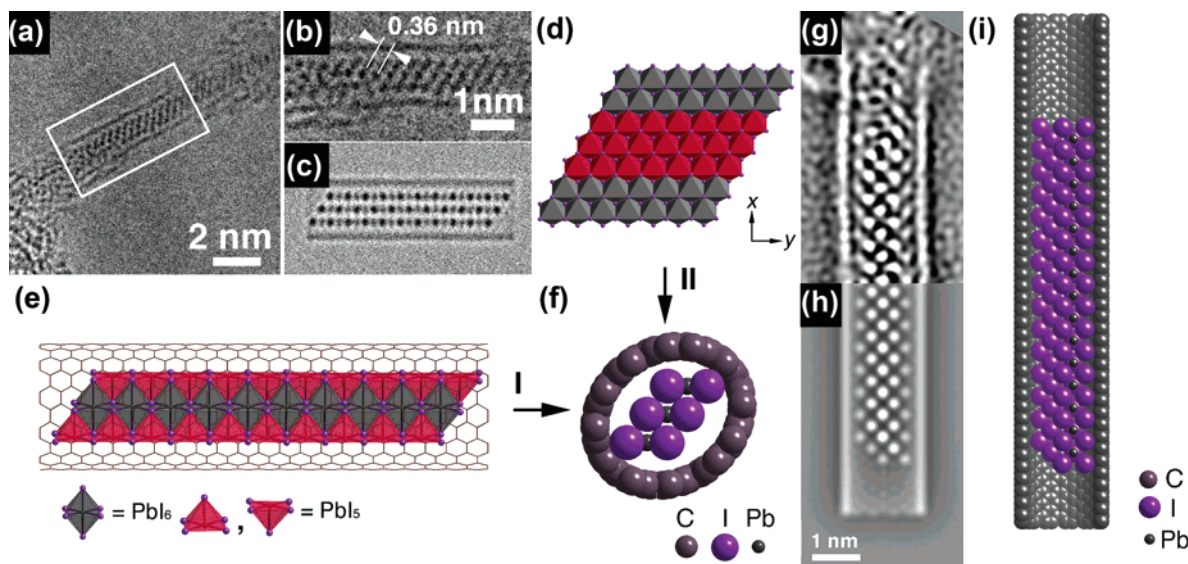 (a)
2 nm
(b)
0.36 nm
1nm
(c)
(d)
x
y
(e)
= PbI₆
, = PbI₅
I
II
(f)
C I Pb
(g)
(h)
1 nm
(i)
C
I
Pb